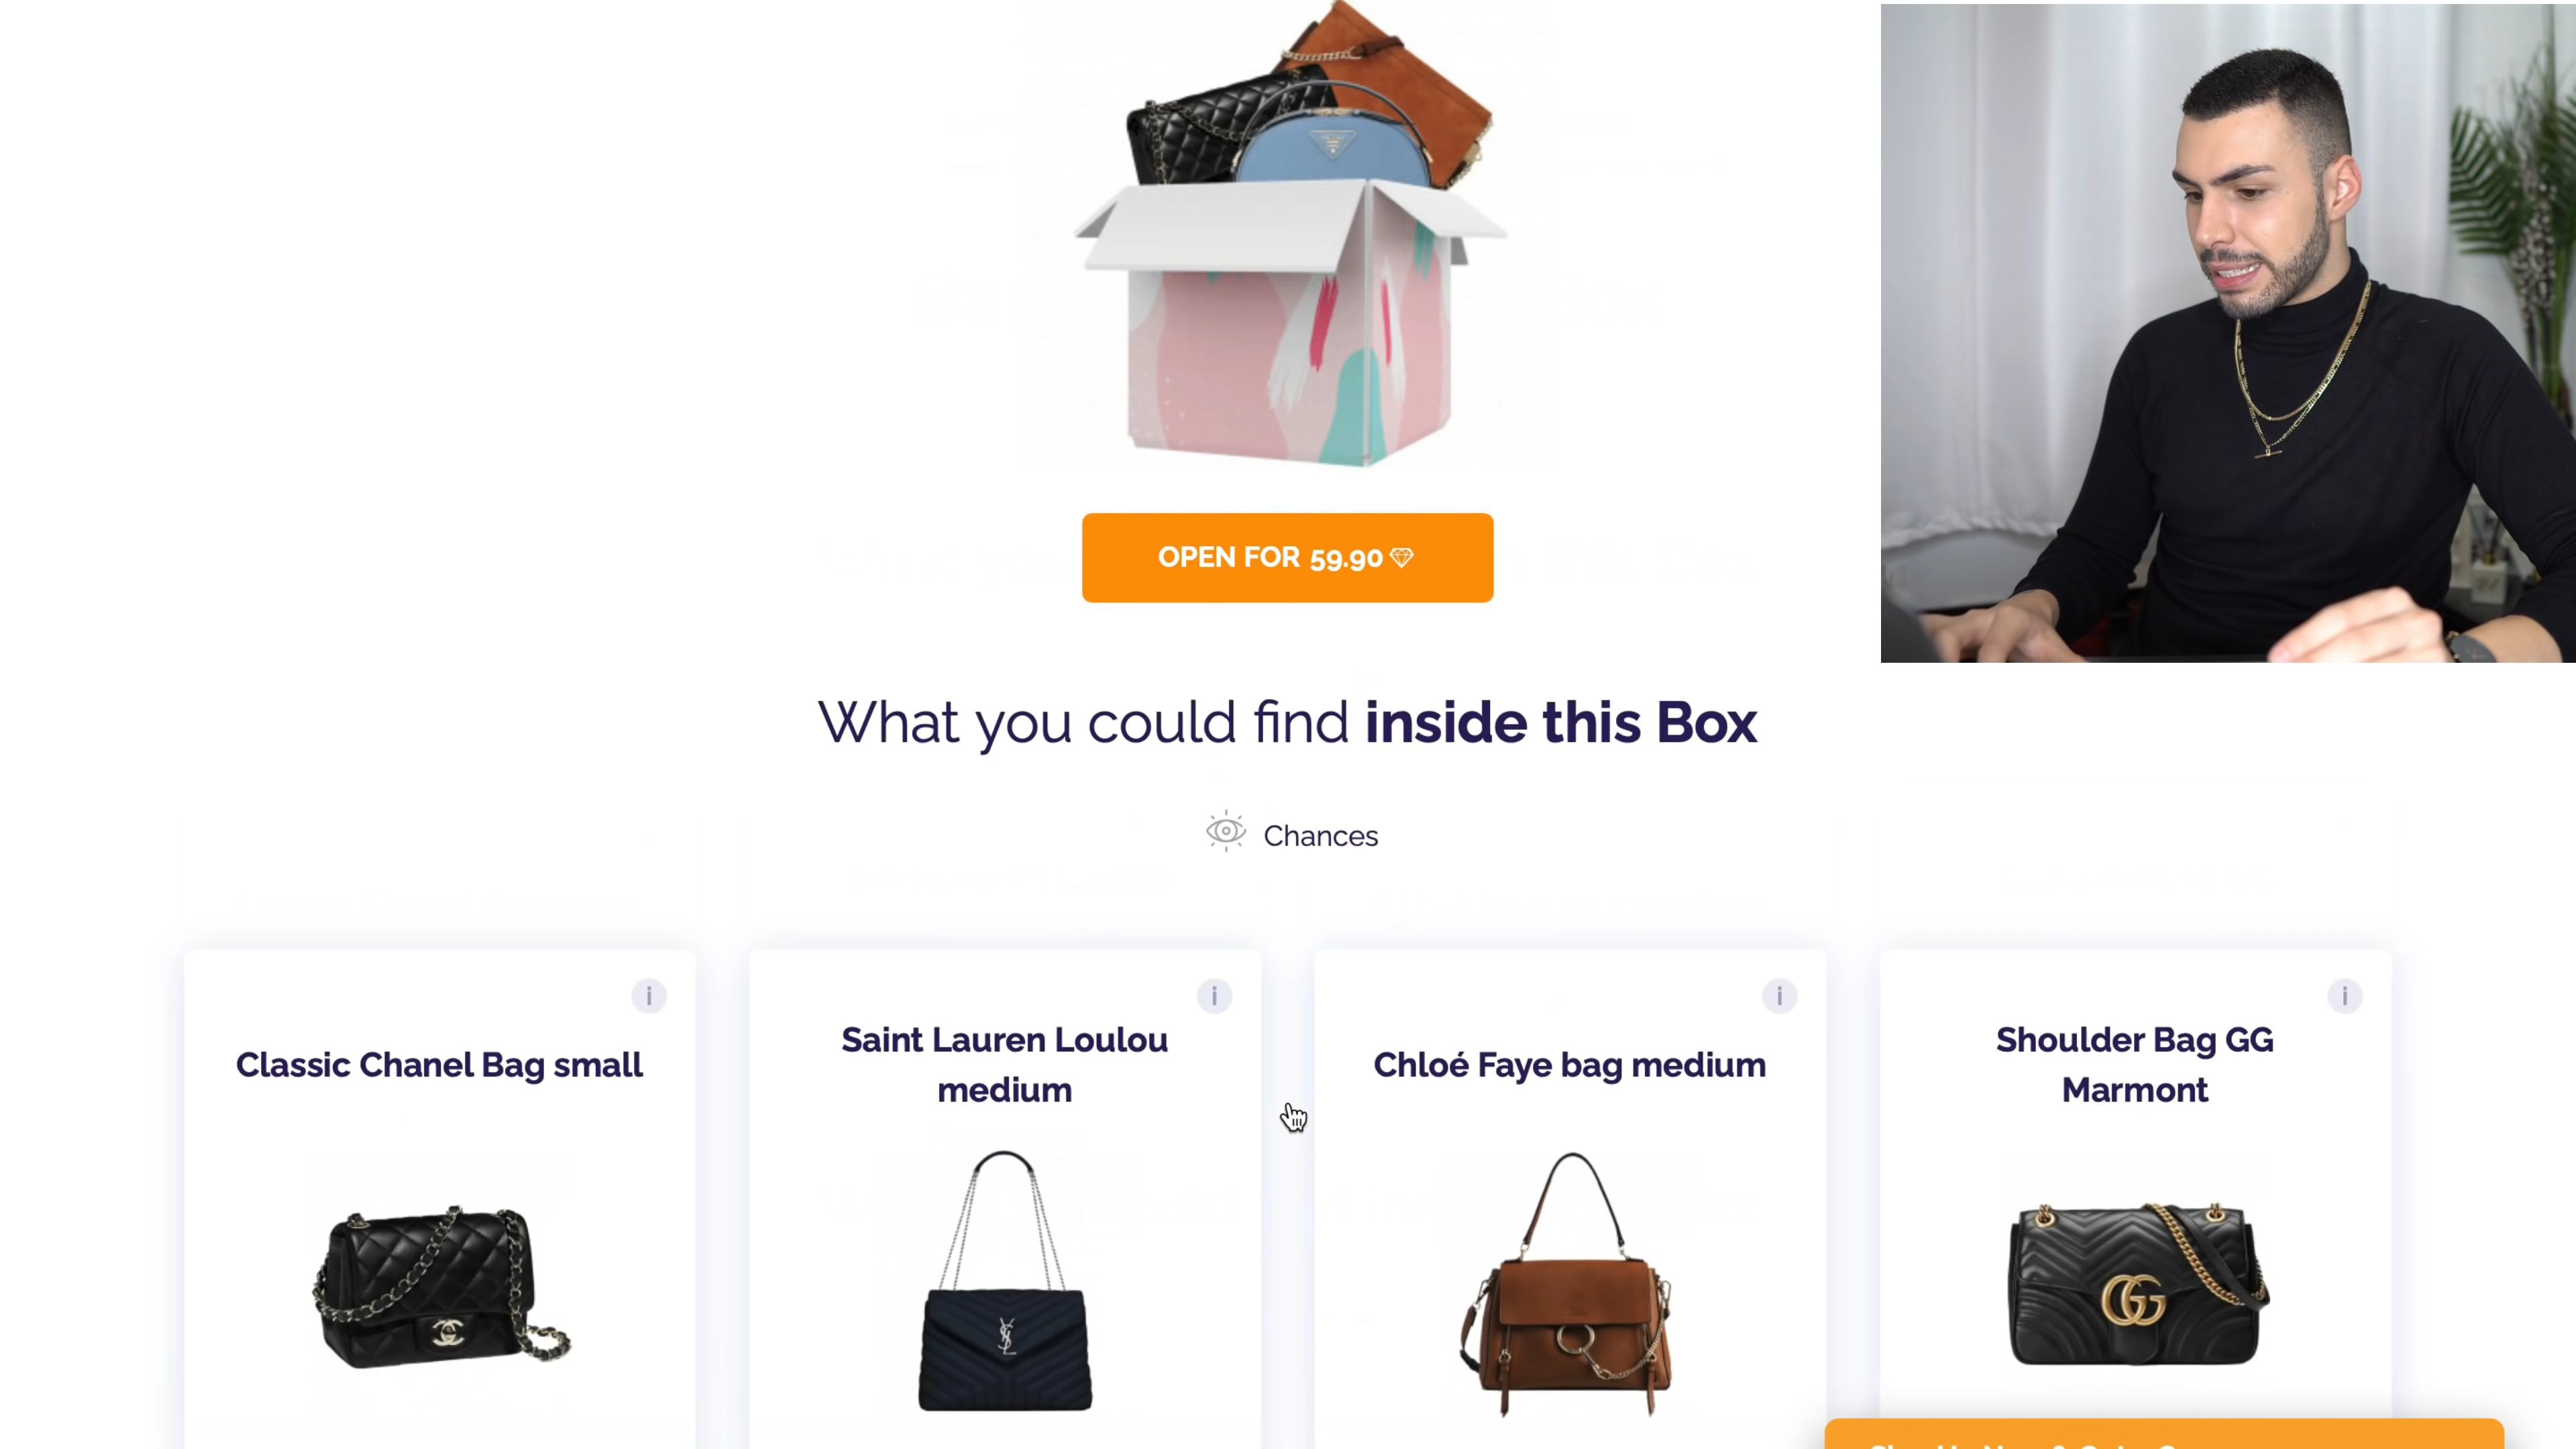 OPEN FOR 59.90
What you could find inside this Box
Chances
i
i
i
i
Classic Chanel Bag small
Saint Lauren Loulou
medium
Chloé Faye bag medium
Shoulder Bag GG
Marmont